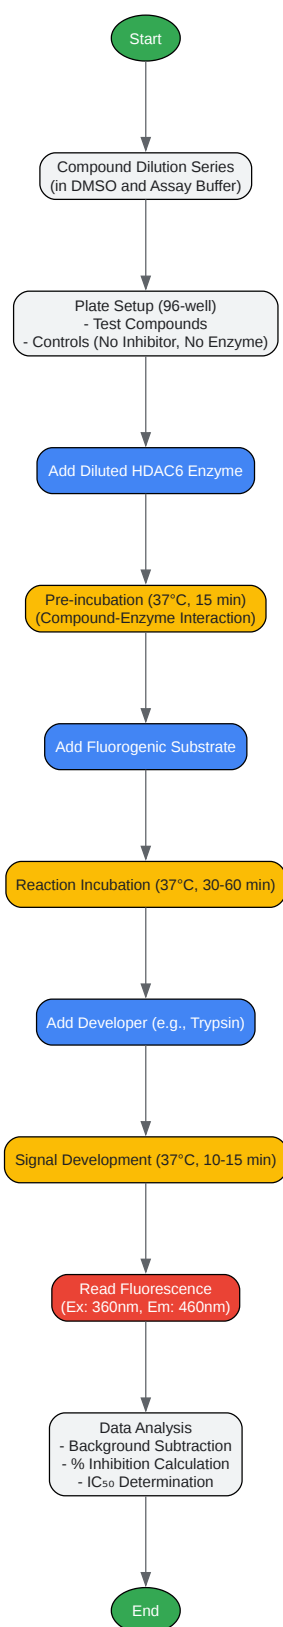 Start
Compound Dilution Series
(in DMSO and Assay Buffer)
Plate Setup (96-well)
- Test Compounds
- Controls (No Inhibitor, No Enzyme)
Add Diluted HDAC6 Enzyme
Pre-incubation (37°C, 15 min)
(Compound-Enzyme Interaction)
Add Fluorogenic Substrate
Reaction Incubation (37°C, 30-60 min)
Add Developer (e.g., Trypsin)
Signal Development (37°C, 10-15 min)
Read Fluorescence
(Ex: 360nm, Em: 460nm)
Data Analysis
- Background Subtraction
- % Inhibition Calculation
- IC₅₀ Determination
End